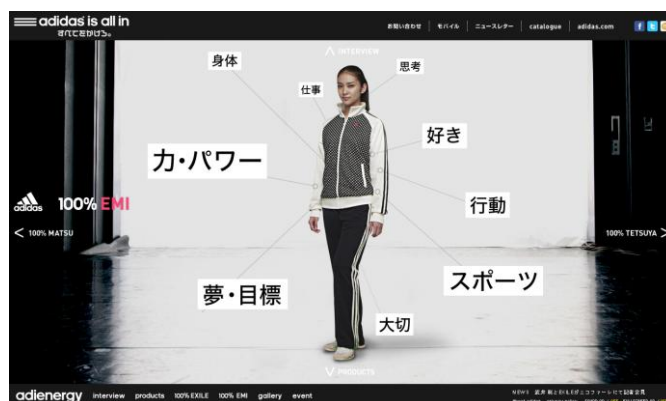 adidas is all in
すべてをかけろ。
お問い合わせ モバイル ニュースレター catalogue adidas.com
INTERVIEW
身体
思考
仕事
好き
力・パワー
行動
adidas 100% EMI
< 100% MATSU
100% TETSUYA >
夢・目標
スポーツ
大切
PRODUCTS
adienergy interview products 100% EXILE 100% EMI gallery event